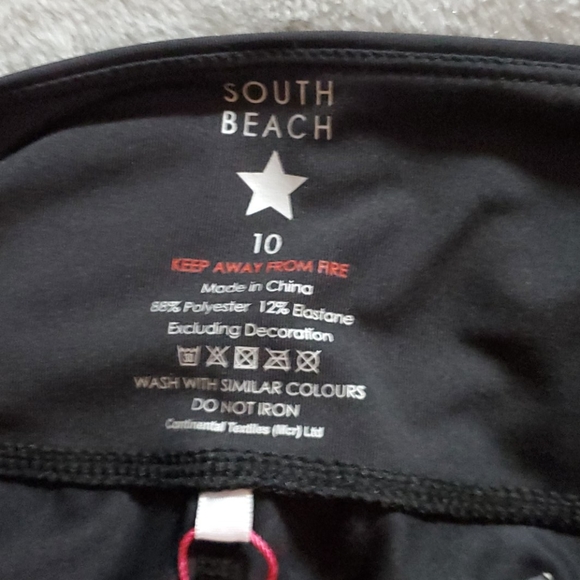 SOUTH
BEACH
10
KEEP AWAY FROM FIRE
Made in China
88% Polyester 12% Elastane
Excluding Decoration
WASH WITH SIMILAR COLOURS
DO NOT IRON
Continental Textiles (Mcr) Ltd